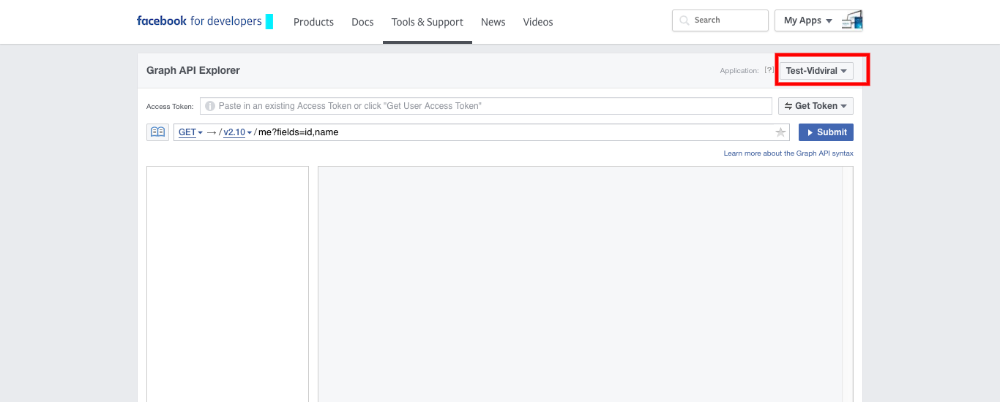 facebook for developers
Products Docs Tools & Support News Videos
Search
My Apps
Graph API Explorer
Application: [?] Test-Vidviral
Access Token: Paste in an existing Access Token or click "Get User Access Token" Get Token
GET → / v2.10 / me?fields=id,name Submit
Learn more about the Graph API syntax